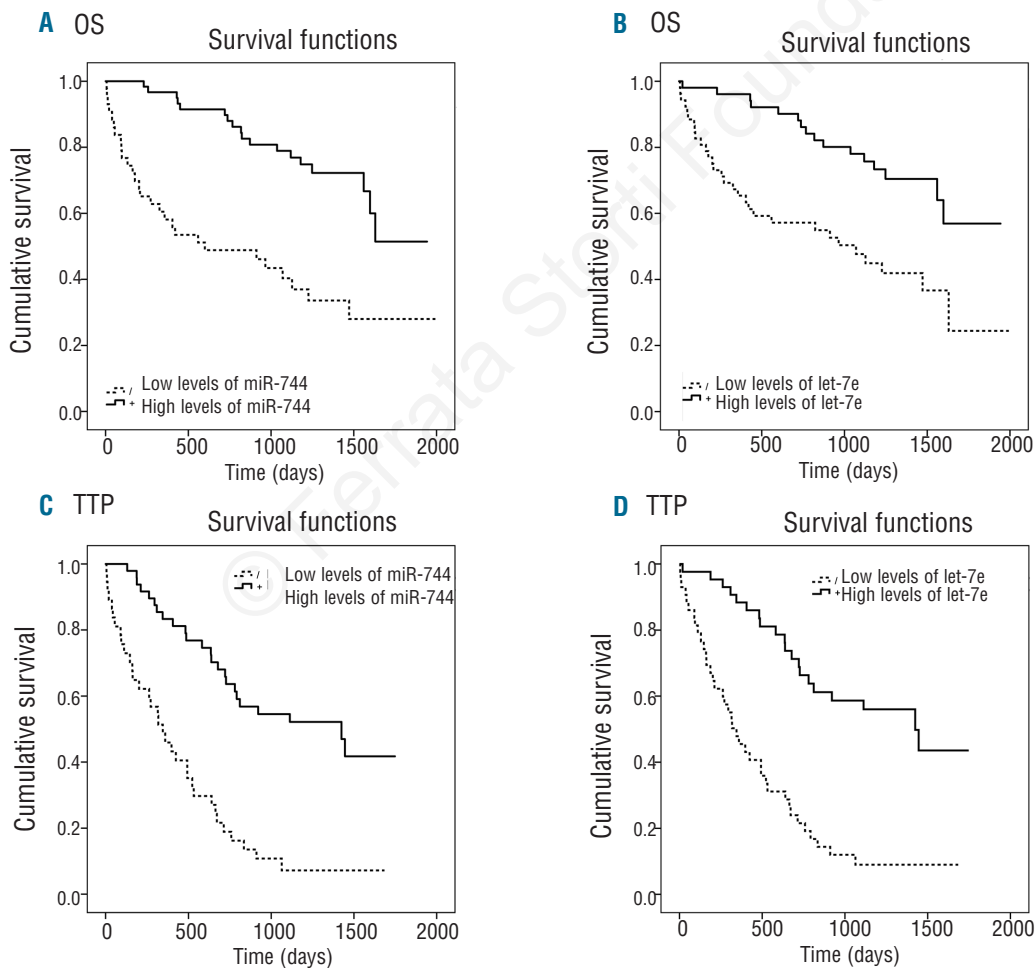 A OS
Survival functions
Cumulative survival
1.0
0.8
0.6
0.4
0.2
0.0
Low levels of miR-744
+ High levels of miR-744
0 500 1000 1500 2000
Time (days)
B OS
Survival functions
Cumulative survival
1.0
0.8
0.6
0.4
0.2
0.0
Low levels of let-7e
+ High levels of let-7e
0 500 1000 1500 2000
Time (days)
C TTP
Survival functions
Cumulative survival
1.0
0.8
0.6
0.4
0.2
0.0
Low levels of miR-744
+ High levels of miR-744
0 500 1000 1500 2000
Time (days)
D TTP
Survival functions
Cumulative survival
1.0
0.8
0.6
0.4
0.2
0.0
Low levels of let-7e
+High levels of let-7e
0 500 1000 1500 2000
Time (days)
© Ferrata Storti Found